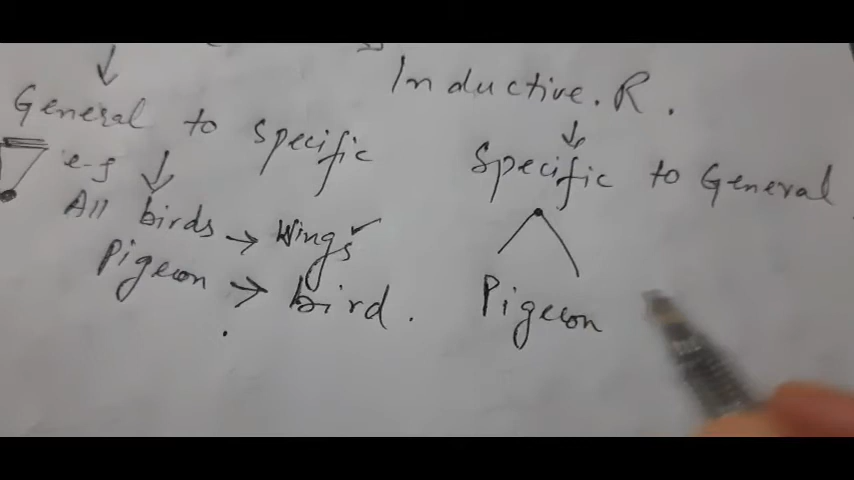 Inductive. R.
General to specific
Specific to General
e-g
All birds → Wings ✓
Pigeon → bird.
Pigeon